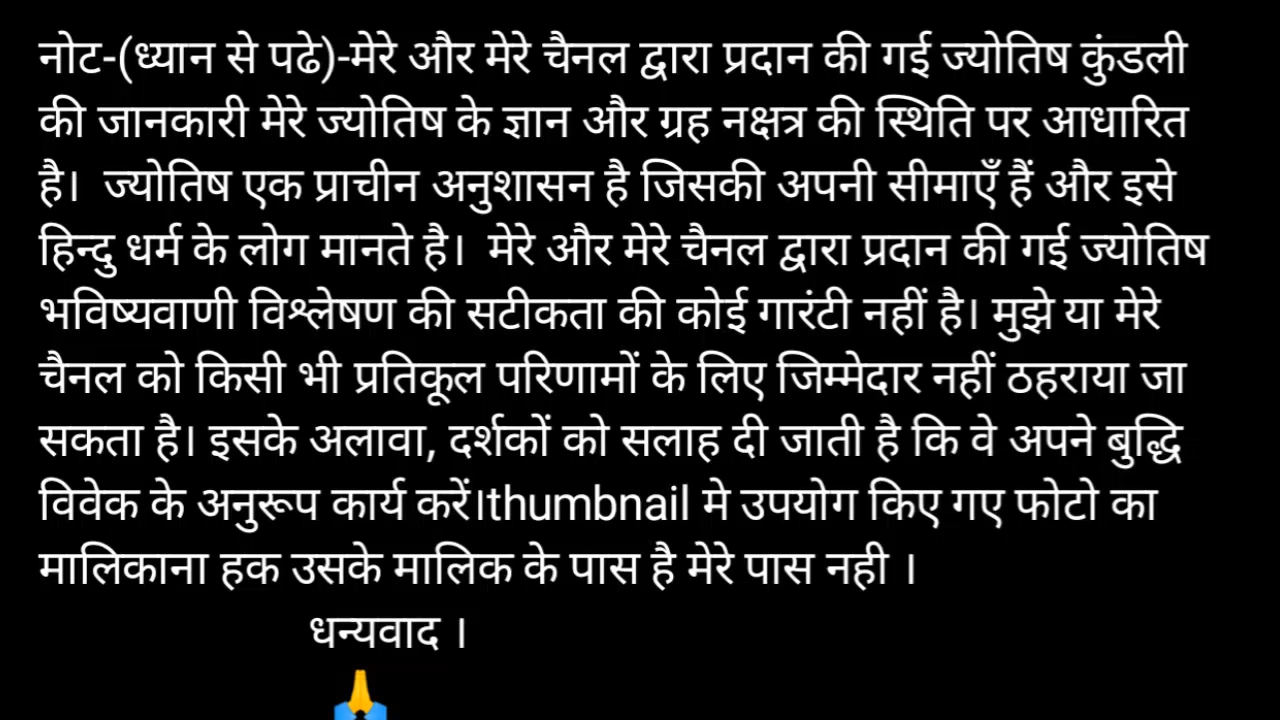 नोट-(ध्यान से पढे)-मेरे और मेरे चैनल द्वारा प्रदान की गई ज्योतिष कुंडली
की जानकारी मेरे ज्योतिष के ज्ञान और ग्रह नक्षत्र की स्थिति पर आधारित
है।  ज्योतिष एक प्राचीन अनुशासन है जिसकी अपनी सीमाएँ हैं और इसे
हिन्दु धर्म के लोग मानते है।  मेरे और मेरे चैनल द्वारा प्रदान की गई ज्योतिष
भविष्यवाणी विश्लेषण की सटीकता की कोई गारंटी नहीं है। मुझे या मेरे
चैनल को किसी भी प्रतिकूल परिणामों के लिए जिम्मेदार नहीं ठहराया जा
सकता है। इसके अलावा, दर्शकों को सलाह दी जाती है कि वे अपने बुद्धि
विवेक के अनुरूप कार्य करें।thumbnail मे उपयोग किए गए फोटो का
मालिकाना हक उसके मालिक के पास है मेरे पास नही ।
धन्यवाद ।